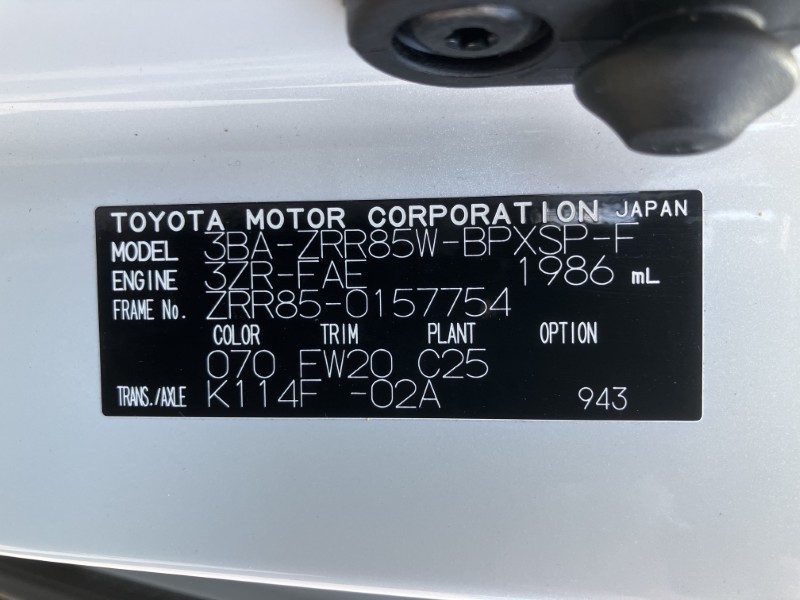 TOYOTA MOTOR CORPORATION JAPAN
MODEL 3BA-ZRR85W-BPXSP-F
ENGINE 3ZR-FAE 1986 mL
FRAME No. ZRR85-0157754
COLOR TRIM PLANT OPTION
070 FW20 C25
TRANS./AXLE K114F -02A 943